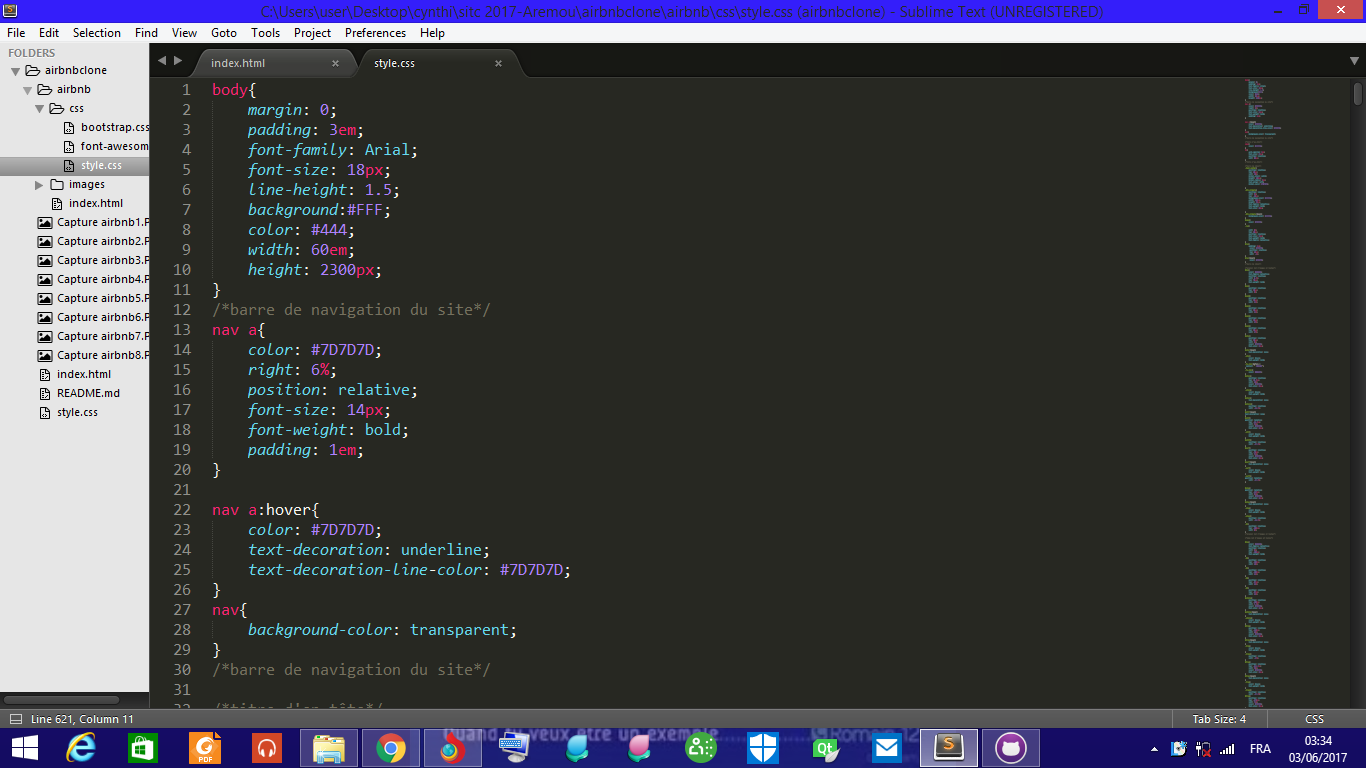 C:\Users\user\Desktop\cynthi\sitc 2017-Aremou\airbnbclone\airbnb\css\style.css (airbnbclone) - Sublime Text (UNREGISTERED)
File Edit Selection Find View Goto Tools Project Preferences Help
FOLDERS
airbnbclone
airbnb
css
bootstrap.css
font-awesom
style.css
images
index.html
Capture airbnb1.P
Capture airbnb2.P
Capture airbnb3.P
Capture airbnb4.P
Capture airbnb5.P
Capture airbnb6.P
Capture airbnb7.P
Capture airbnb8.P
index.html
README.md
style.css
index.html × style.css ×
1 body{
2 margin: 0;
3 padding: 3em;
4 font-family: Arial;
5 font-size: 18px;
6 line-height: 1.5;
7 background:#FFF;
8 color: #444;
9 width: 60em;
10 height: 2300px;
11 }
12 /*barre de navigation du site*/
13 nav a{
14 color: #7D7D7D;
15 right: 6%;
16 position: relative;
17 font-size: 14px;
18 font-weight: bold;
19 padding: 1em;
20 }
21
22 nav a:hover{
23 color: #7D7D7D;
24 text-decoration: underline;
25 text-decoration-line-color: #7D7D7D;
26 }
27 nav{
28 background-color: transparent;
29 }
30 /*barre de navigation du site*/
31
32 /*titre d'en tête*/
Line 621, Column 11
Tab Size: 4 CSS
PDF
Qt
S
FRA
03:34
03/06/2017